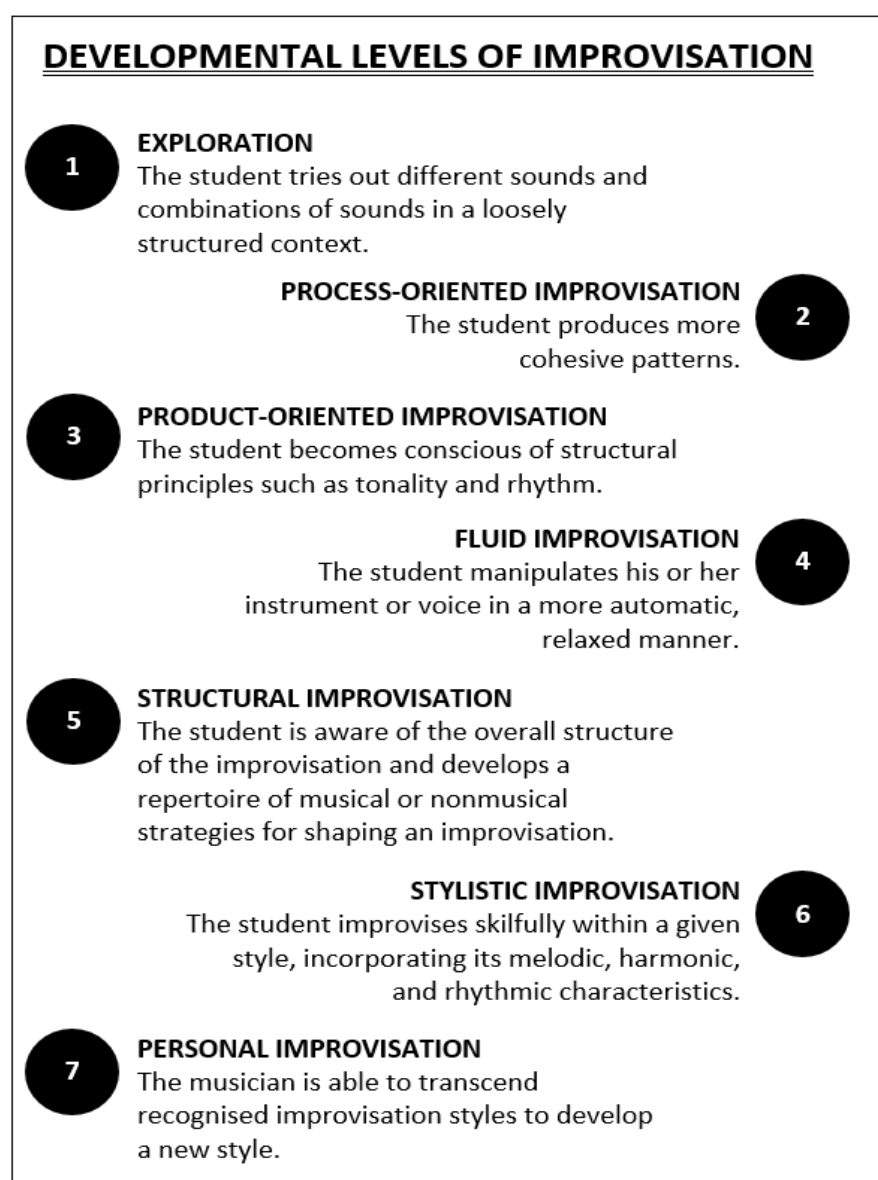 DEVELOPMENTAL LEVELS OF IMPROVISATION
1
EXPLORATION
The student tries out different sounds and
combinations of sounds in a loosely
structured context.
PROCESS-ORIENTED IMPROVISATION
2
The student produces more
cohesive patterns.
3
PRODUCT-ORIENTED IMPROVISATION
The student becomes conscious of structural
principles such as tonality and rhythm.
FLUID IMPROVISATION
4
The student manipulates his or her
instrument or voice in a more automatic,
relaxed manner.
5
STRUCTURAL IMPROVISATION
The student is aware of the overall structure
of the improvisation and develops a
repertoire of musical or nonmusical
strategies for shaping an improvisation.
STYLISTIC IMPROVISATION
6
The student improvises skilfully within a given
style, incorporating its melodic, harmonic,
and rhythmic characteristics.
7
PERSONAL IMPROVISATION
The musician is able to transcend
recognised improvisation styles to develop
a new style.